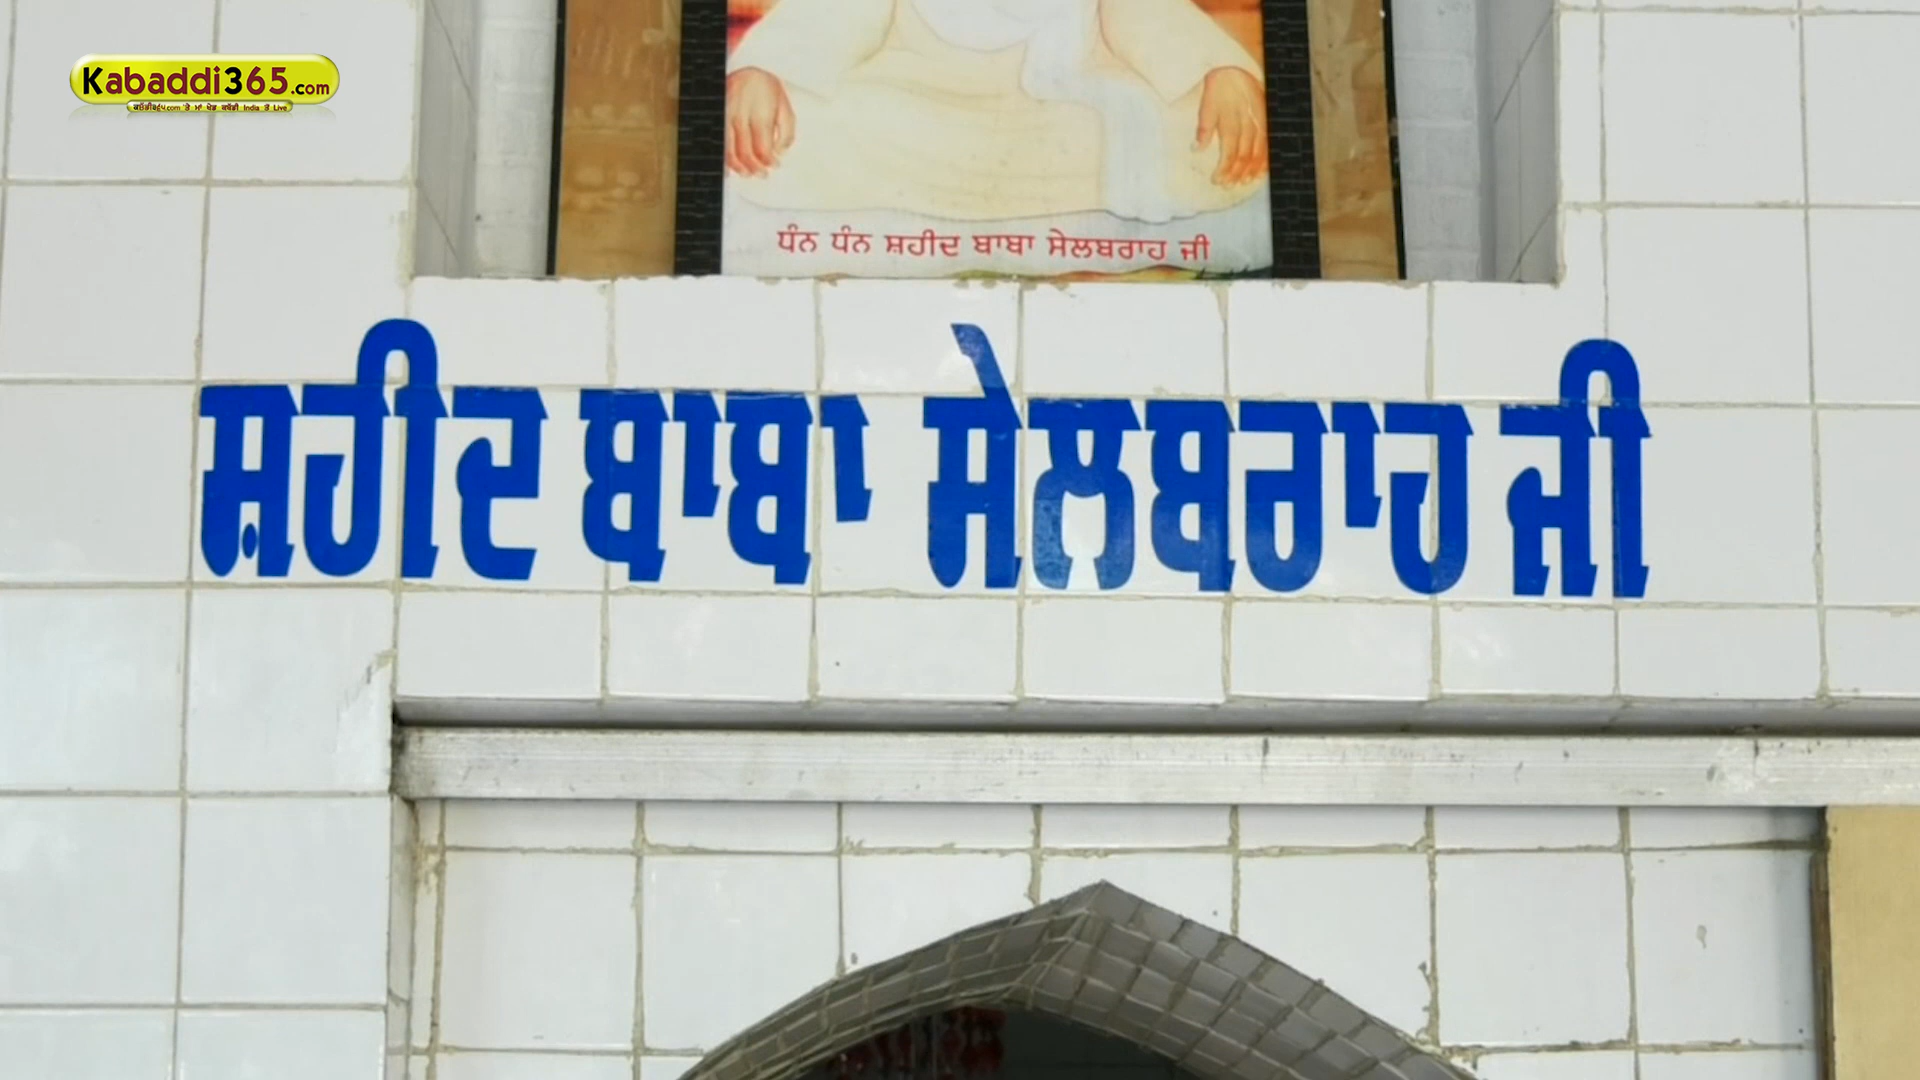 Kabaddi365.com
ਧੰਨ ਧੰਨ ਸ਼ਹੀਦ ਬਾਬਾ ਸੇਲਬਰਾਹ ਜੀ
ਸ਼ਹੀਦ ਬਾਬਾ ਸੇਲਬਰਾਹ ਜੀ